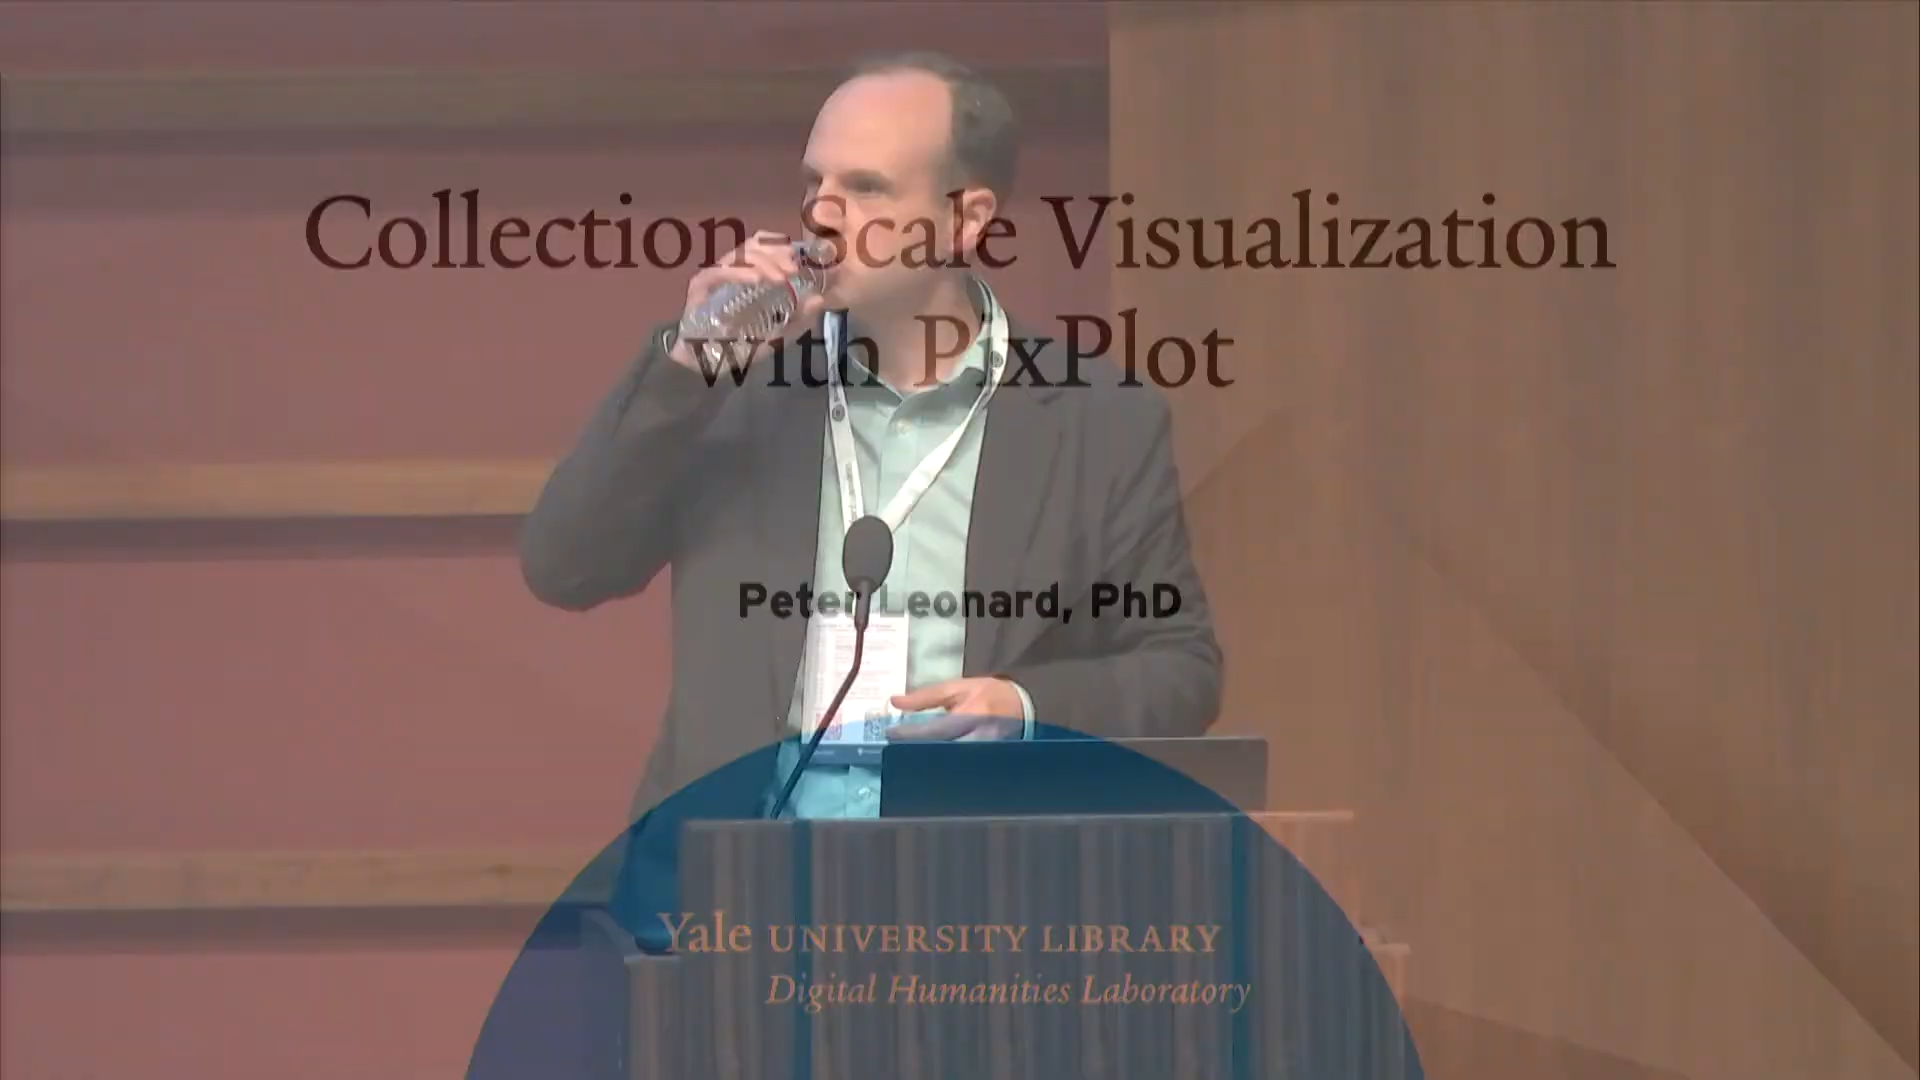 Collection-Scale Visualization
with PixPlot
Peter Leonard, PhD
Yale UNIVERSITY LIBRARY
Digital Humanities Laboratory